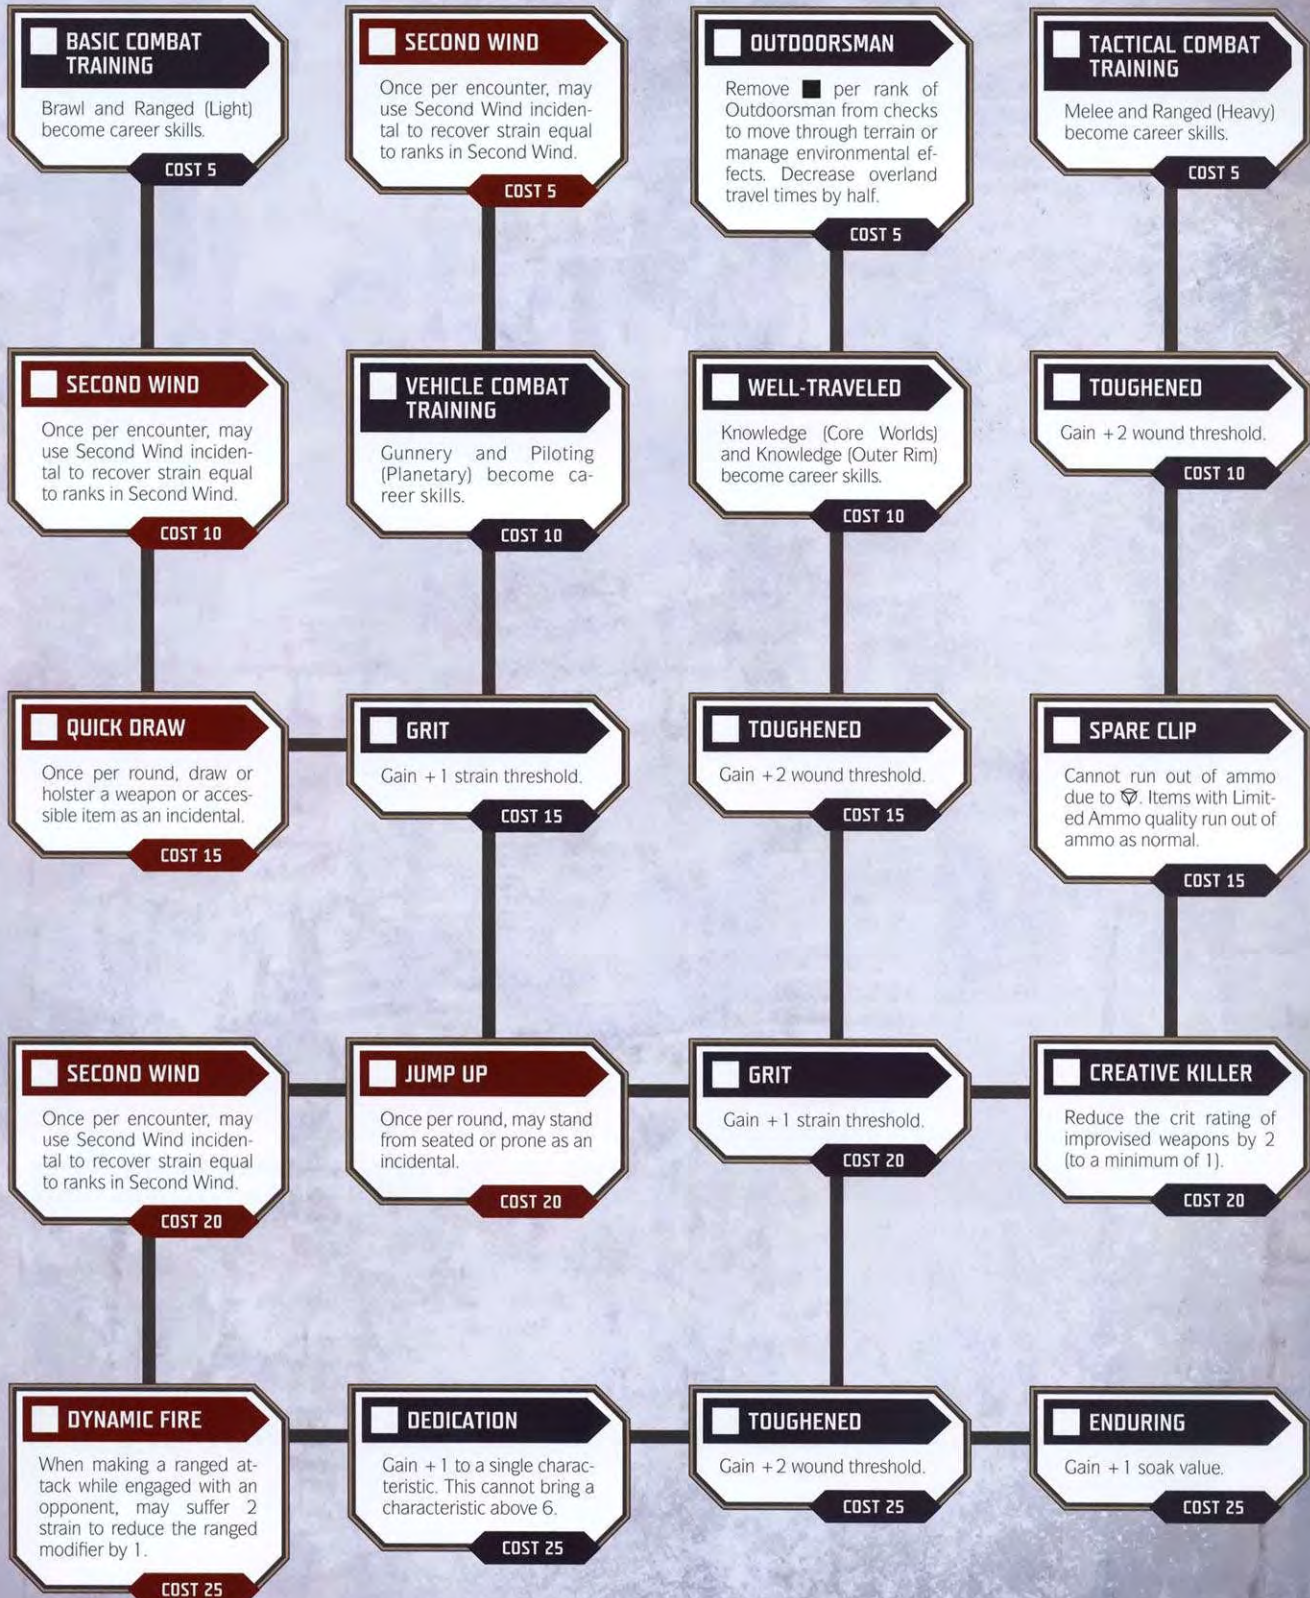 BASIC COMBAT
TRAINING
Brawl and Ranged (Light)
become career skills.
COST 5
SECOND WIND
Once per encounter, may
use Second Wind inciden-
tal to recover strain equal
to ranks in Second Wind.
COST 5
OUTDOORSMAN
Remove ■ per rank of
Outdoorsman from checks
to move through terrain or
manage environmental ef-
fects. Decrease overland
travel times by half.
COST 5
TACTICAL COMBAT
TRAINING
Melee and Ranged (Heavy)
become career skills.
COST 5
SECOND WIND
Once per encounter, may
use Second Wind inciden-
tal to recover strain equal
to ranks in Second Wind.
COST 10
VEHICLE COMBAT
TRAINING
Gunnery and Piloting
(Planetary) become ca-
reer skills.
COST 10
WELL-TRAVELED
Knowledge (Core Worlds)
and Knowledge (Outer Rim)
become career skills.
COST 10
TOUGHENED
Gain +2 wound threshold.
COST 10
QUICK DRAW
Once per round, draw or
holster a weapon or acces-
sible item as an incidental.
COST 15
GRIT
Gain +1 strain threshold.
COST 15
TOUGHENED
Gain +2 wound threshold.
COST 15
SPARE CLIP
Cannot run out of ammo
due to . Items with Limit-
ed Ammo quality run out of
ammo as normal.
COST 15
SECOND WIND
Once per encounter, may
use Second Wind inciden-
tal to recover strain equal
to ranks in Second Wind.
COST 20
JUMP UP
Once per round, may stand
from seated or prone as an
incidental.
COST 20
GRIT
Gain +1 strain threshold.
COST 20
CREATIVE KILLER
Reduce the crit rating of
improvised weapons by 2
(to a minimum of 1).
COST 20
DYNAMIC FIRE
When making a ranged at-
tack while engaged with an
opponent, may suffer 2
strain to reduce the ranged
modifier by 1.
COST 25
DEDICATION
Gain +1 to a single charac-
teristic. This cannot bring a
characteristic above 6.
COST 25
TOUGHENED
Gain +2 wound threshold.
COST 25
ENDURING
Gain +1 soak value.
COST 25